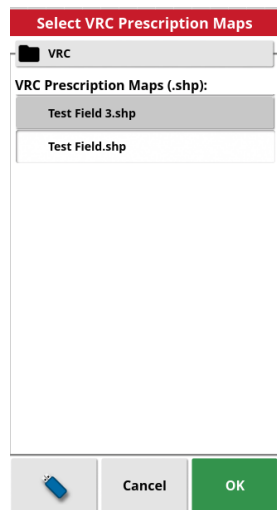 Select VRC Prescription Maps
VRC
VRC Prescription Maps (.shp):
Test Field 3.shp
Test Field.shp
Cancel
OK